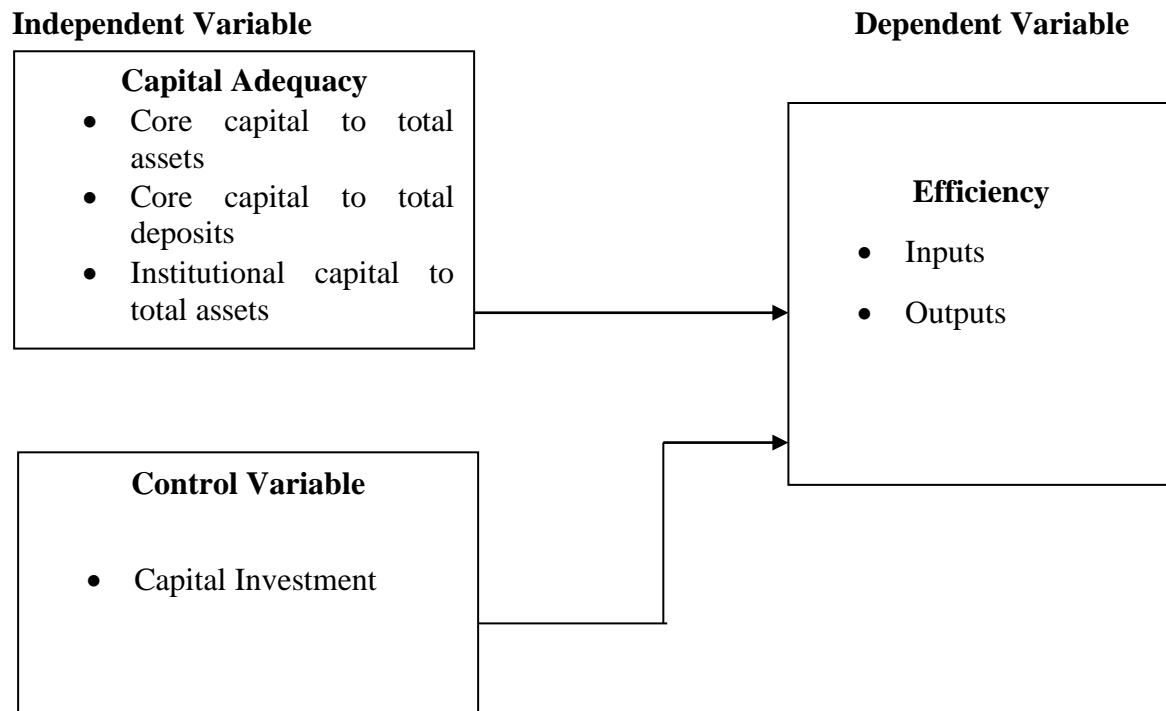 Independent Variable
Dependent Variable
Capital Adequacy
• Core capital to total
assets
• Core capital to total
deposits
• Institutional capital to
total assets
Efficiency
• Inputs
• Outputs
Control Variable
• Capital Investment